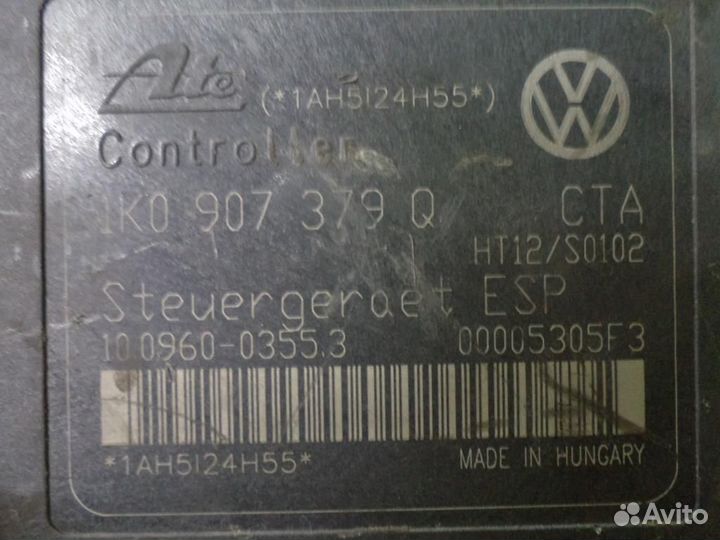 Ate (*1AH5I24H55*)
Controller
1K0 907 379 Q CTA
HT12/S0102
Steuergeraet ESP
10.0960-0355.3 00005305F3
*1AH5I24H55* MADE IN HUNGARY
Avito